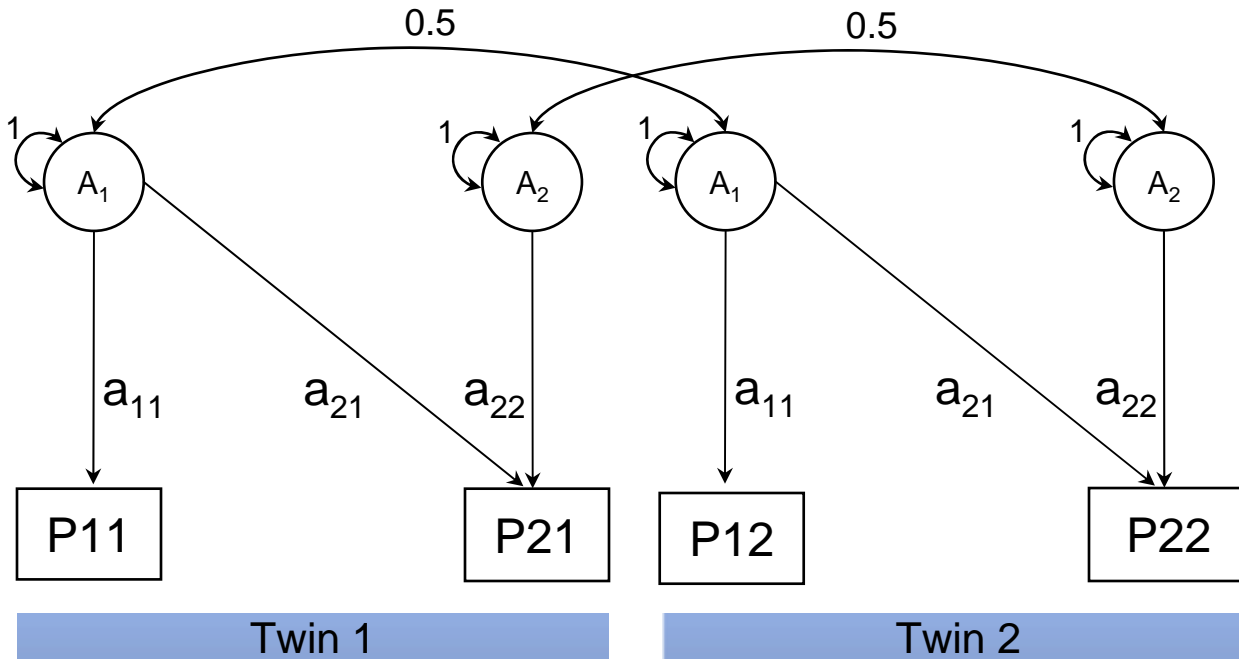 0.5 0.5
1 1 1 1
A₁ A₂ A₁ A₂
a₁₁ a₂₁ a₂₂ a₁₁ a₂₁ a₂₂
P11 P21 P12 P22
Twin 1 Twin 2